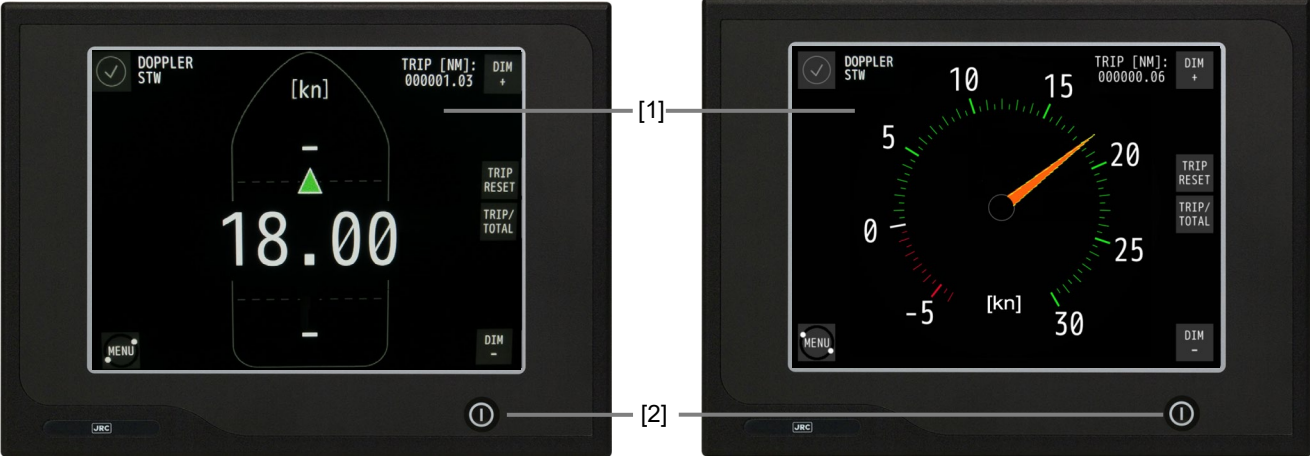 DOPPLER
STW
TRIP [NM]:
000001.03
DIM
+
[kn]
TRIP
RESET
18.00
TRIP/
TOTAL
MENU
DIM
-
JRC
[1]
[2]
DOPPLER
STW
TRIP [NM]:
000000.06
DIM
+
10
15
5
20
TRIP
RESET
TRIP/
TOTAL
0
25
-5
[kn]
30
MENU
DIM
-
JRC